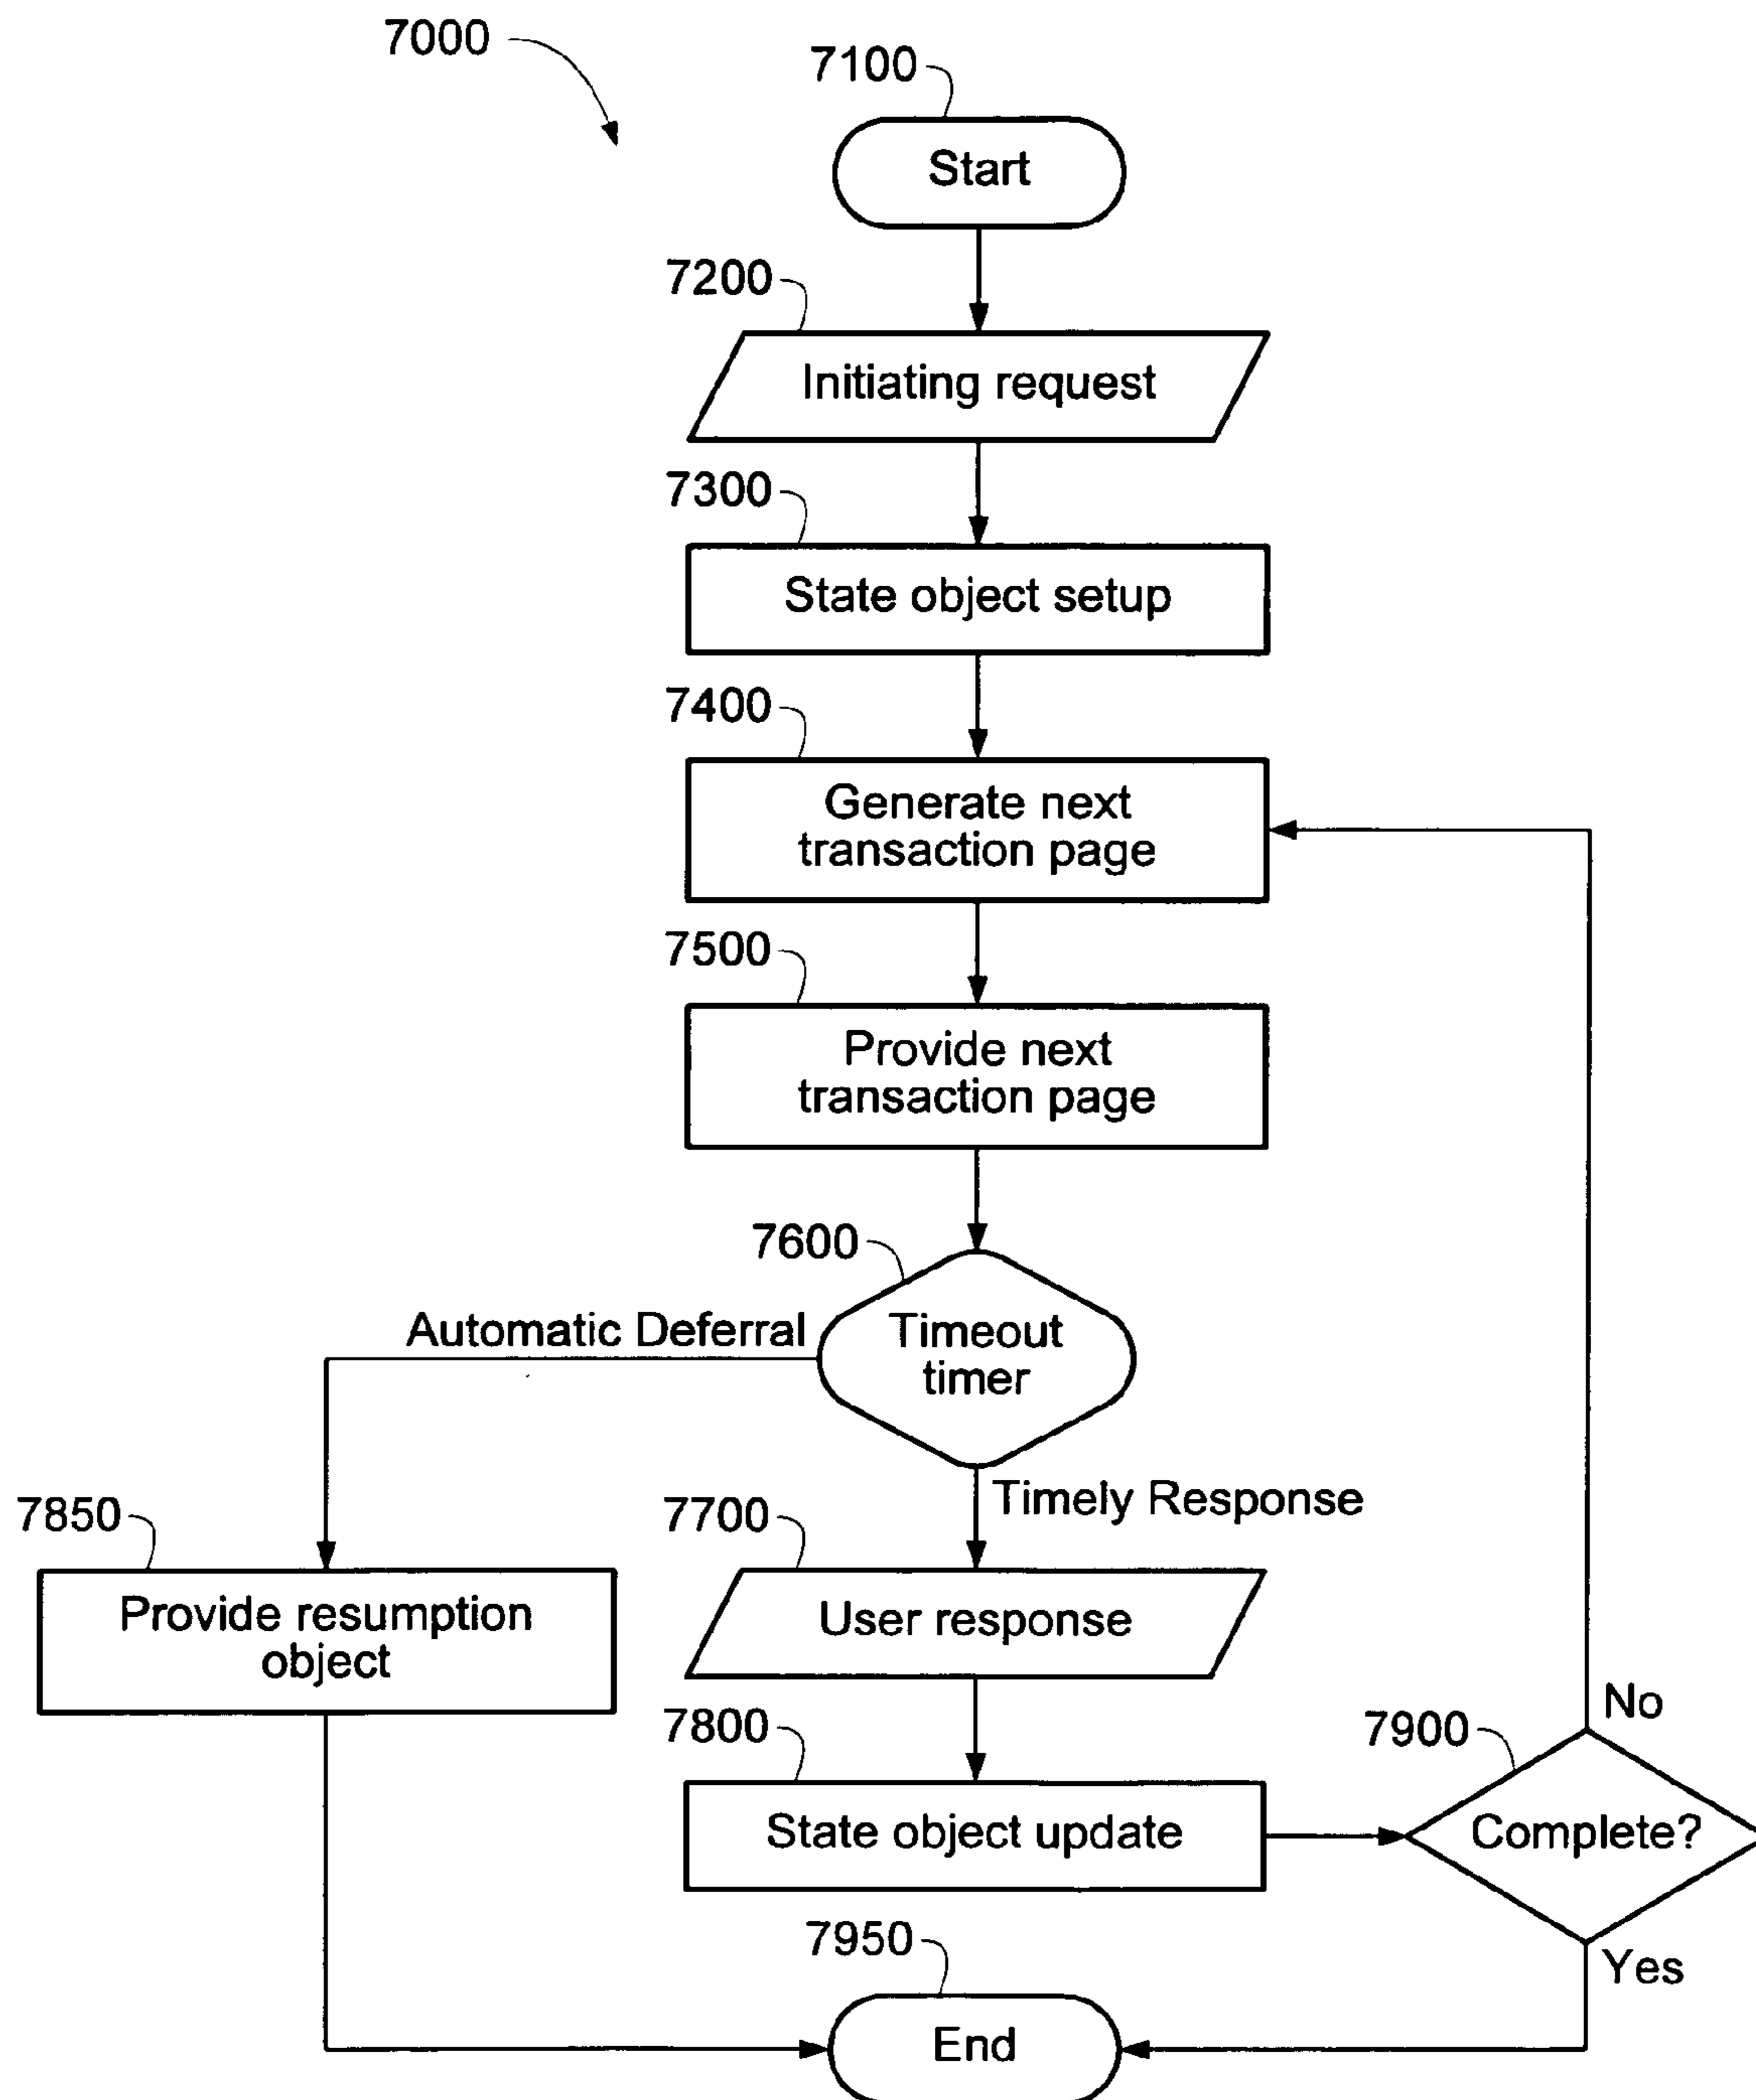 7000
7100
Start
7200
Initiating request
7300
State object setup
7400
Generate next
transaction page
7500
Provide next
transaction page
7600
Automatic Deferral
Timeout
timer
Timely Response
7850
7700
Provide resumption
object
User response
No
7800
7900
State object update
Complete?
7950
Yes
End